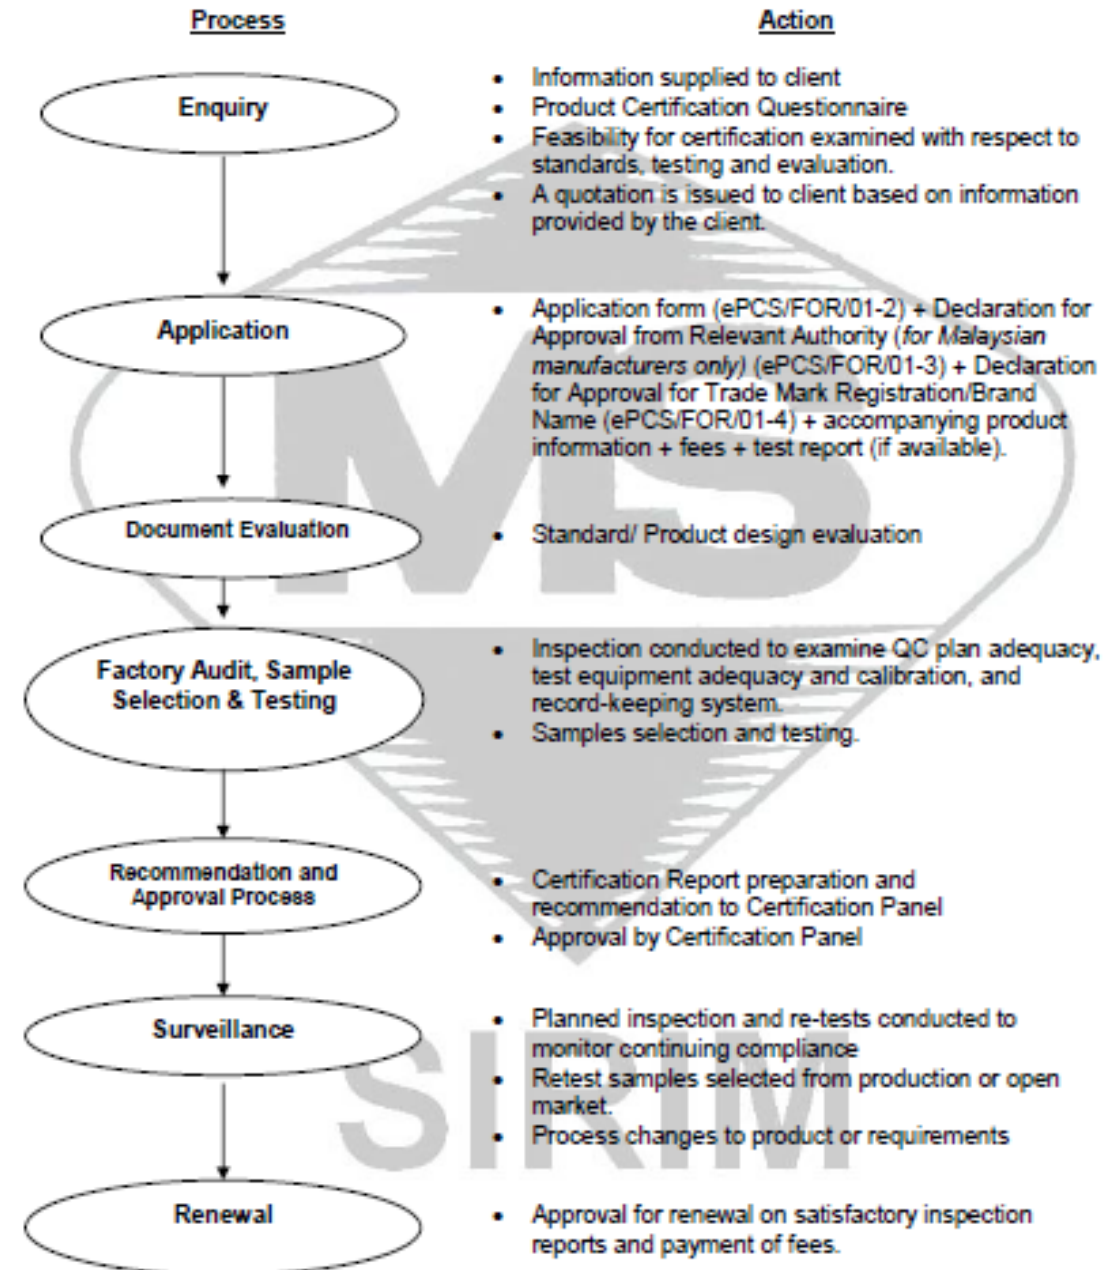 Process
Action
Enquiry
• Information supplied to client
• Product Certification Questionnaire
• Feasibility for certification examined with respect to
standards, testing and evaluation.
• A quotation is issued to client based on information
provided by the client.
Application
• Application form (ePCS/FOR/01-2) + Declaration for
Approval from Relevant Authority (for Malaysian
manufacturers only) (ePCS/FOR/01-3) + Declaration
for Approval for Trade Mark Registration/Brand
Name (ePCS/FOR/01-4) + accompanying product
information + fees + test report (if available).
Document Evaluation
• Standard/ Product design evaluation
Factory Audit, Sample
Selection & Testing
• Inspection conducted to examine QC plan adequacy,
test equipment adequacy and calibration, and
record-keeping system.
• Samples selection and testing.
Recommendation and
Approval Process
• Certification Report preparation and
recommendation to Certification Panel
• Approval by Certification Panel
Surveillance
• Planned inspection and re-tests conducted to
monitor continuing compliance
• Retest samples selected from production or open
market.
• Process changes to product or requirements
Renewal
• Approval for renewal on satisfactory inspection
reports and payment of fees.
MS
SIRIM